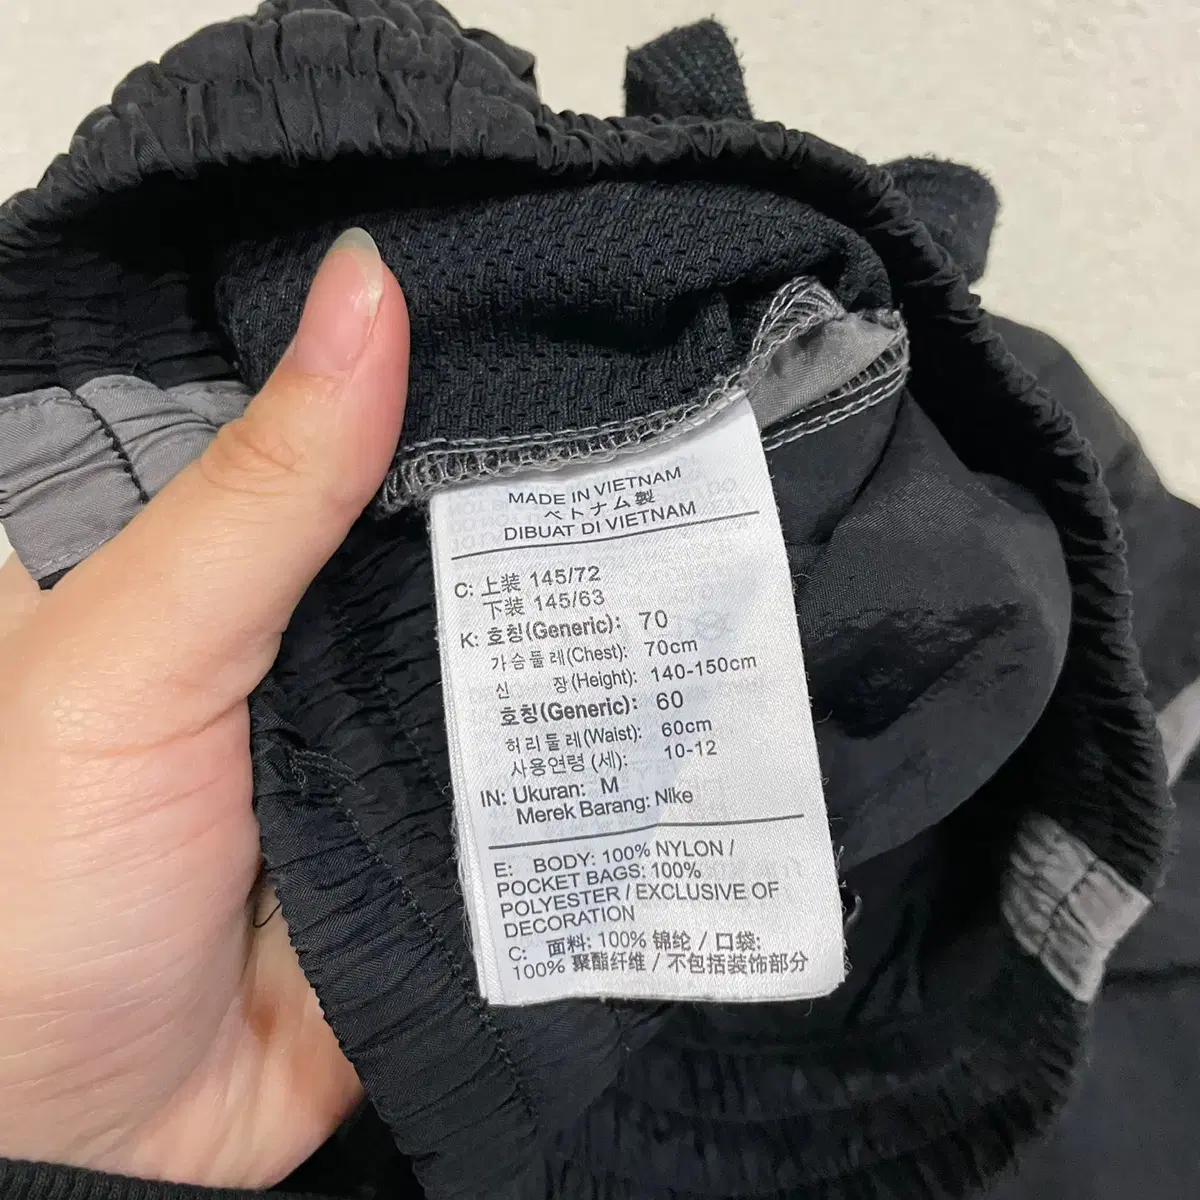 MADE IN VIETNAM
ベトナム製
DIBUAT DI VIETNAM
C: 上装 145/72
下装 145/63
K: 호칭(Generic): 70
가슴둘레(Chest): 70cm
신 장(Height): 140-150cm
호칭(Generic): 60
허리둘레(Waist): 60cm
사용연령 (세): 10-12
IN: Ukuran: M
Merek Barang: Nike
E: BODY: 100% NYLON /
POCKET BAGS: 100%
POLYESTER / EXCLUSIVE OF
DECORATION
C: 面料: 100% 锦纶 / 口袋:
100% 聚酯纤维 / 不包括装饰部分